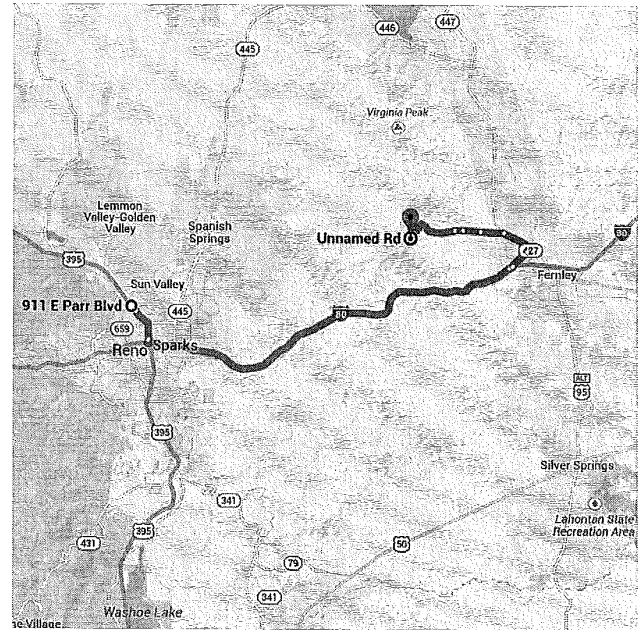 446
447
445
Virginia Peak
Lemmon
Valley-Golden
Valley
Spanish
Springs
Unnamed Rd
80
427
395
Sun Valley
Fernley
911 E Parr Blvd
445
80
659
Reno
Sparks
ALT
95
395
Silver Springs
341
Lahontan State
Recreation Area
395
431
50
79
341
Washoe Lake
ne Village